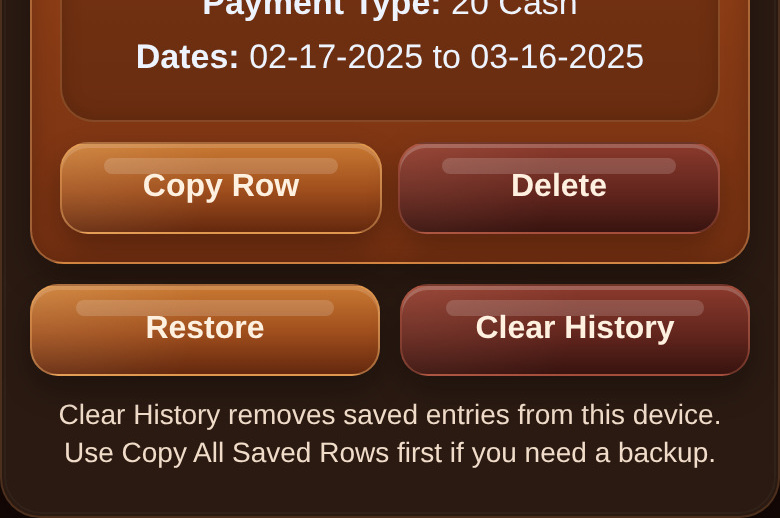 Payment Type: 20 Cash
Dates: 02-17-2025 to 03-16-2025
Copy Row
Delete
Restore
Clear History
Clear History removes saved entries from this device.
Use Copy All Saved Rows first if you need a backup.